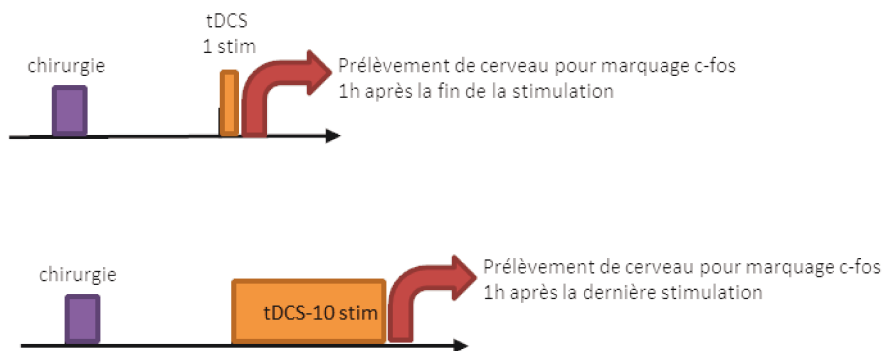 tDCS
1 stim
chirurgie
Prélèvement de cerveau pour marquage c-fos
1h après la fin de la stimulation
chirurgie
Prélèvement de cerveau pour marquage c-fos
1h après la dernière stimulation
tDCS-10 stim